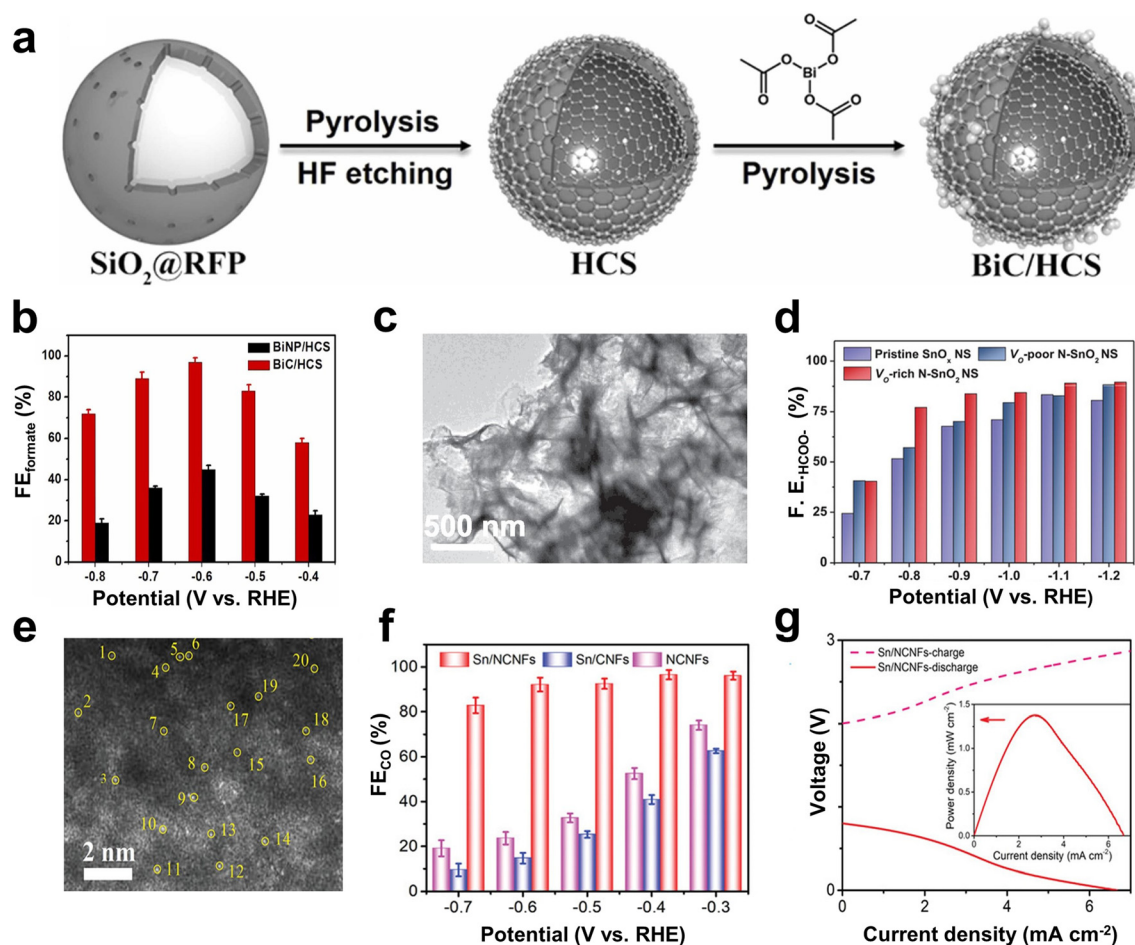 a
Pyrolysis
HF etching
Pyrolysis
O
O
O
Bi
O
O
O
SiO₂@RFP
HCS
BiC/HCS
b
BiNP/HCS
BiC/HCS
100
80
60
40
20
0
FEformate (%)
-0.8 -0.7 -0.6 -0.5 -0.4
Potential (V vs. RHE)
c
500 nm
d
Pristine SnOx NS
VO-poor N-SnO₂ NS
VO-rich N-SnO₂ NS
100
75
50
25
0
F. E.HCOO- (%)
-0.7 -0.8 -0.9 -1.0 -1.1 -1.2
Potential (V vs. RHE)
e
1
2
3
4
5
6
7
8
9
10
11
12
13
14
15
16
17
18
19
20
2 nm
f
Sn/NCNFs Sn/CNFs NCNFs
100
80
60
40
20
0
FECO (%)
-0.7 -0.6 -0.5 -0.4 -0.3
Potential (V vs. RHE)
g
Sn/NCNFs-charge
Sn/NCNFs-discharge
3
0
Voltage (V)
0 2 4 6
Current density (mA cm⁻²)
1.5
1.0
0.5
0.0
Power density (mW cm⁻²)
0 2 4 6
Current density (mA cm⁻²)